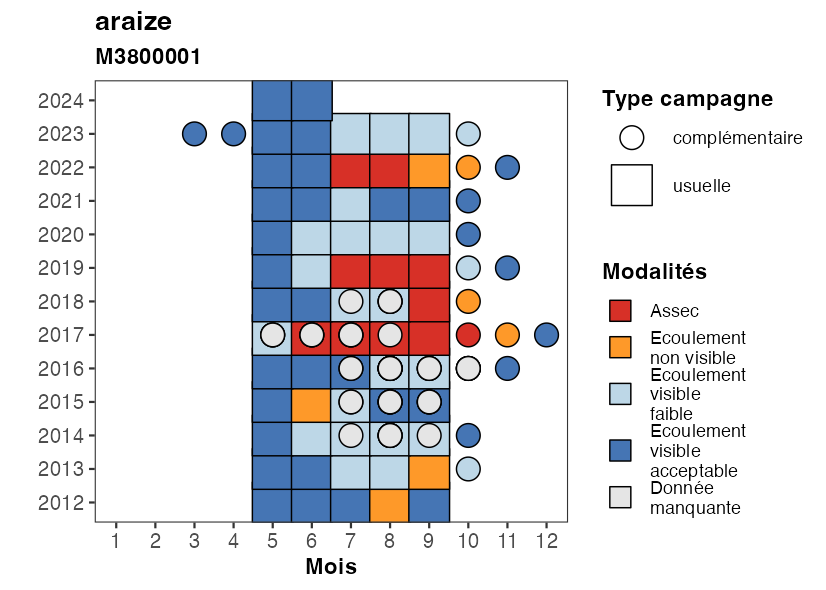 araize
M3800001
2024
2023
2022
2021
2020
2019
2018
2017
2016
2015
2014
2013
2012
1 2 3 4 5 6 7 8 9 10 11 12
Mois
Type campagne
complémentaire
usuelle
Modalités
Assec
Ecoulement
non visible
Ecoulement
visible
faible
Ecoulement
visible
acceptable
Donnée
manquante